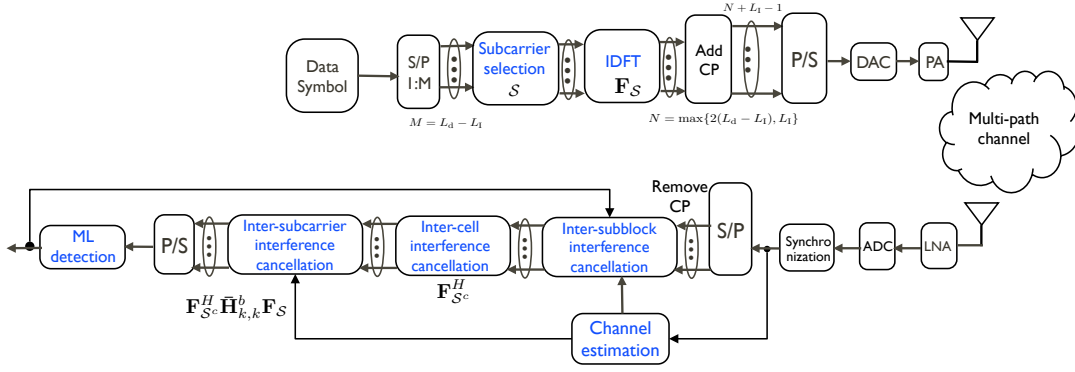 Data
Symbol
S/P
1:M
M = L_d − L_I
Subcarrier
selection
𝒮
IDFT
F_𝒮
Add
CP
N = max{2(L_d − L_I), L_I}
N + L_I − 1
P/S
DAC
PA
Multi-path
channel
LNA
ADC
Synchro
nization
S/P
Remove
CP
Inter-subblock
interference
cancellation
Inter-cell
interference
cancellation
F^H_{𝒮^c}
Inter-subcarrier
interference
cancellation
F^H_{𝒮^c} H̄^b_{k,k} F_𝒮
P/S
ML
detection
Channel
estimation